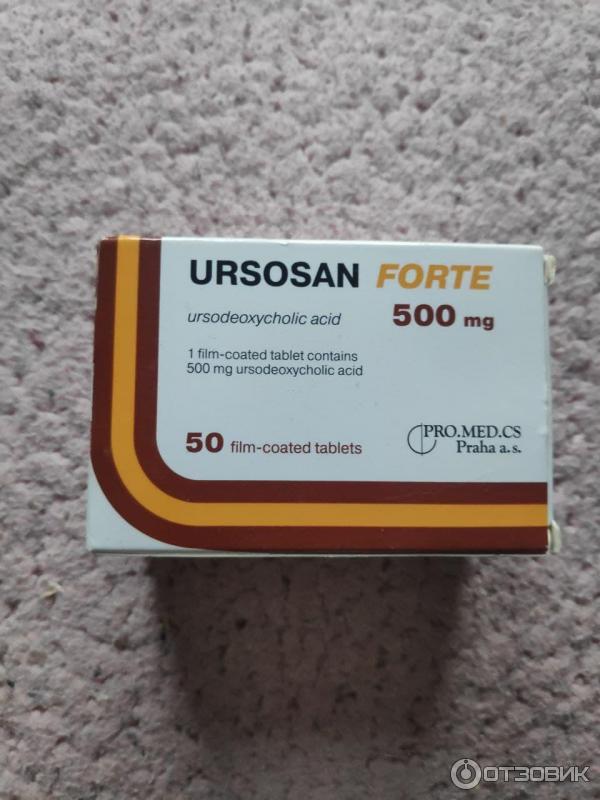 URSOSAN FORTE
ursodeoxycholic acid 500 mg
1 film-coated tablet contains
500 mg ursodeoxycholic acid
50 film-coated tablets
PRO.MED.CS
Praha a.s.
ОТЗОВИК